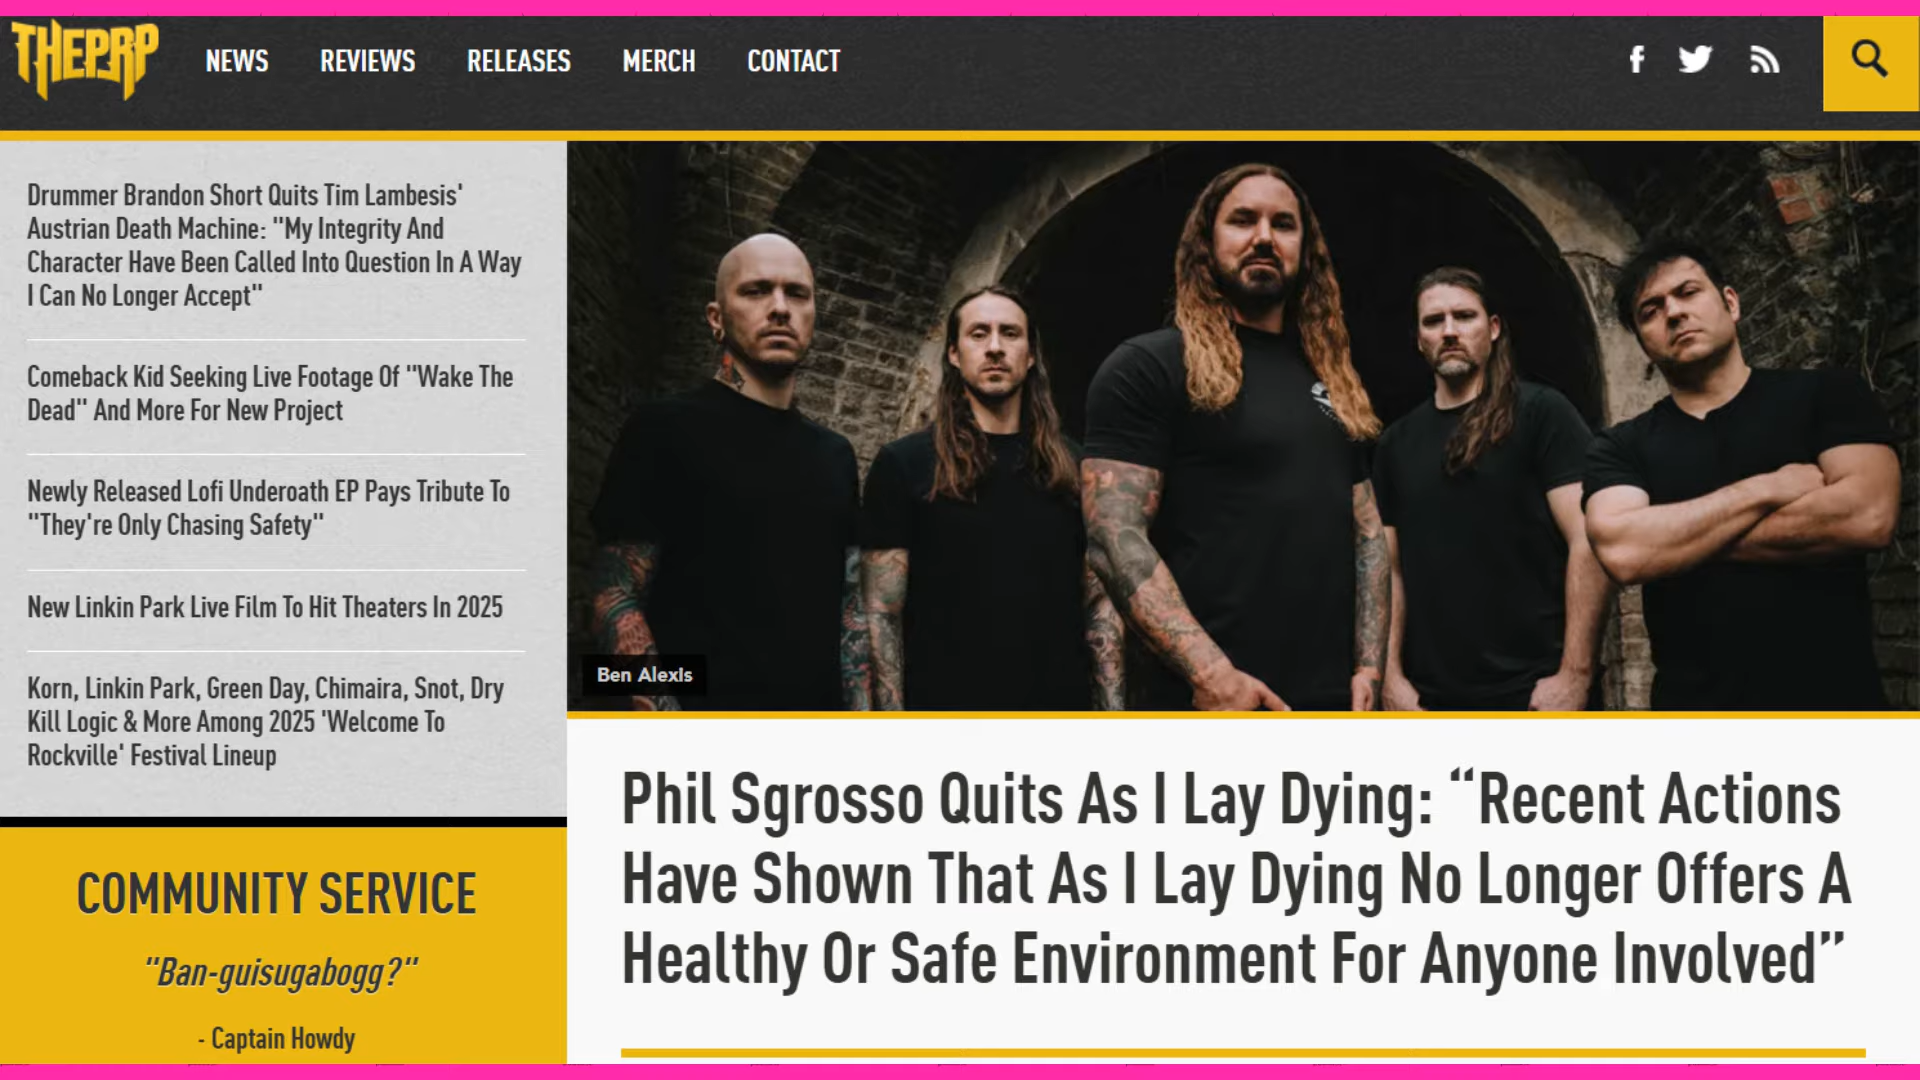 THEPRP
NEWS
REVIEWS
RELEASES
MERCH
CONTACT
Drummer Brandon Short Quits Tim Lambesis'
Austrian Death Machine: "My Integrity And
Character Have Been Called Into Question In A Way
I Can No Longer Accept"
Comeback Kid Seeking Live Footage Of "Wake The
Dead" And More For New Project
Newly Released Lofi Underoath EP Pays Tribute To
"They're Only Chasing Safety"
New Linkin Park Live Film To Hit Theaters In 2025
Korn, Linkin Park, Green Day, Chimaira, Snot, Dry
Kill Logic & More Among 2025 'Welcome To
Rockville' Festival Lineup
COMMUNITY SERVICE
"Ban-guisugabogg?"
- Captain Howdy
Ben Alexis
Phil Sgrosso Quits As I Lay Dying: “Recent Actions
Have Shown That As I Lay Dying No Longer Offers A
Healthy Or Safe Environment For Anyone Involved”